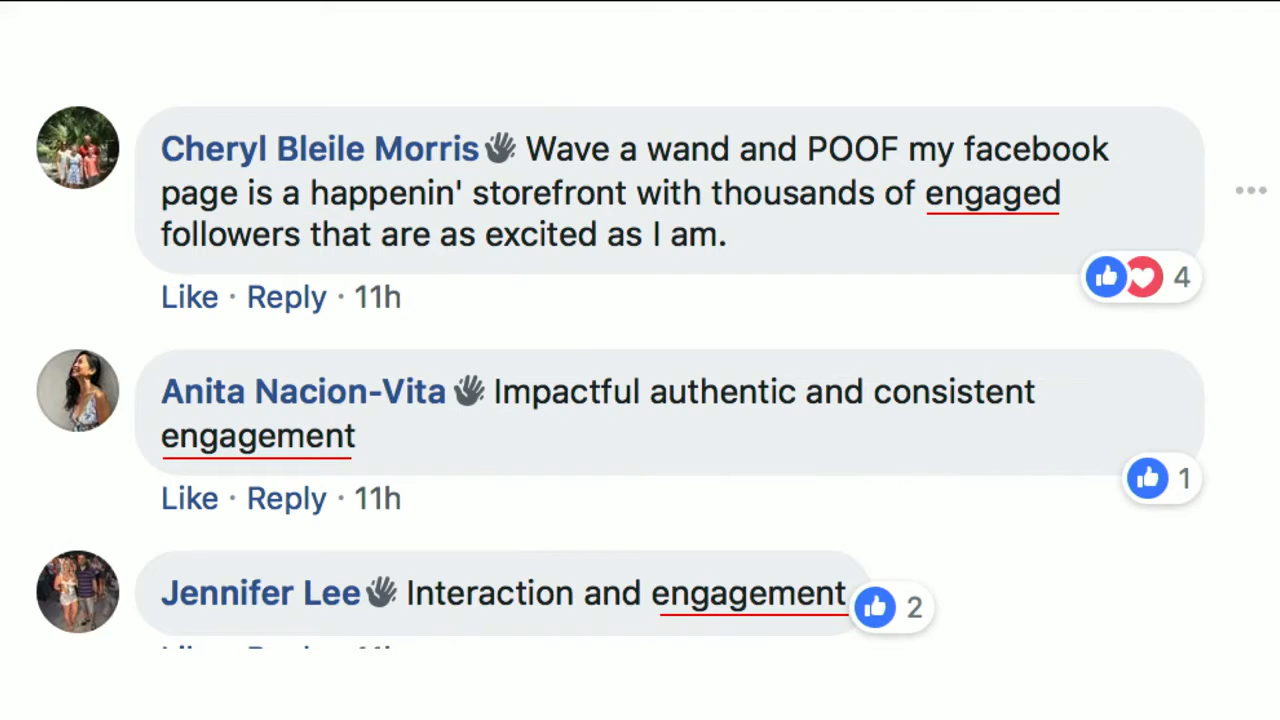 Cheryl Bleile Morris Wave a wand and POOF my facebook
page is a happenin' storefront with thousands of engaged
followers that are as excited as I am.
4
Like · Reply · 11h
Anita Nacion-Vita Impactful authentic and consistent
engagement
1
Like · Reply · 11h
Jennifer Lee Interaction and engagement
2